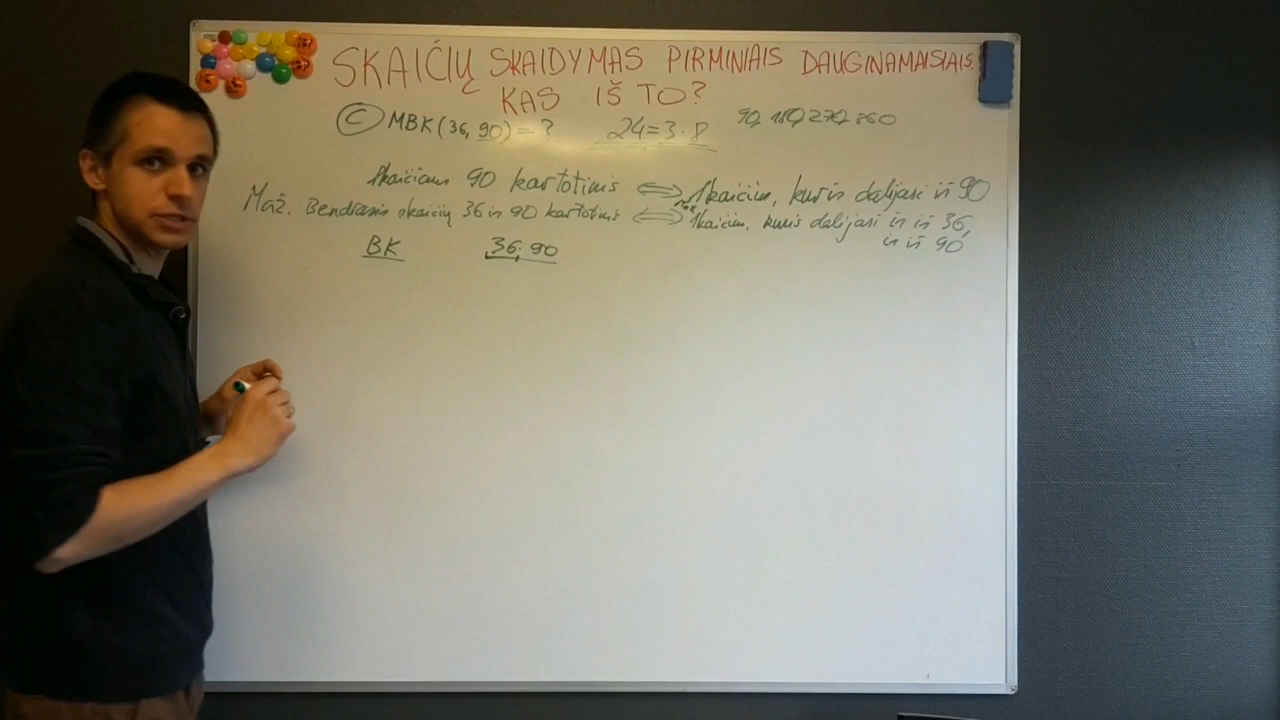 SKAIČIŲ SKAIDYMAS PIRMINIAIS DAUGINAMAISIAIS.
KAS IŠ TO?
C MBK(36, 90) = ? 24=3·8 90, 180, 270, 360
Skaičiaus 90 kartotinis ⟺ Skaičius, kuris dalijasi iš 90
Maž. Bendrasis skaičių 36 ir 90 kartotinis ⟺ Skaičius, kuris dalijasi ir iš 36,
ir iš 90
BK 36, 90